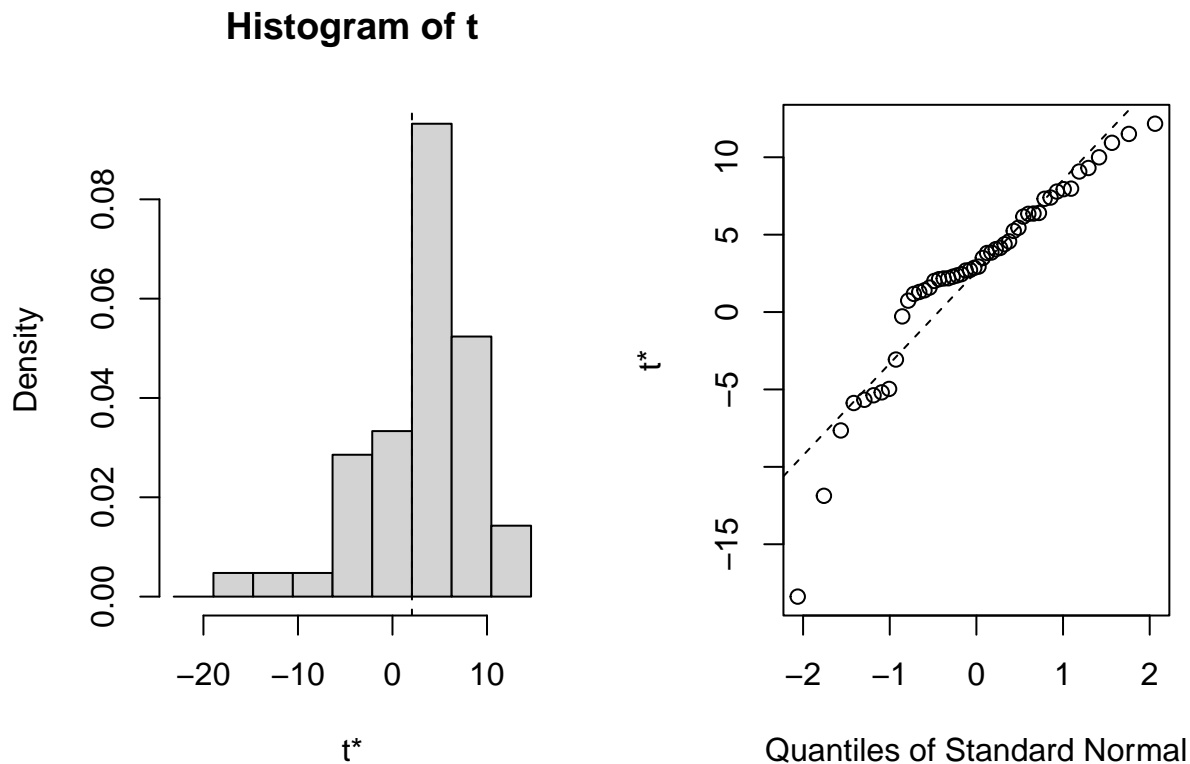 Histogram of t
Density
0.00 0.02 0.04 0.06 0.08
−20 −10 0 10
t*
t*
−15 −5 0 5 10
−2 −1 0 1 2
Quantiles of Standard Normal